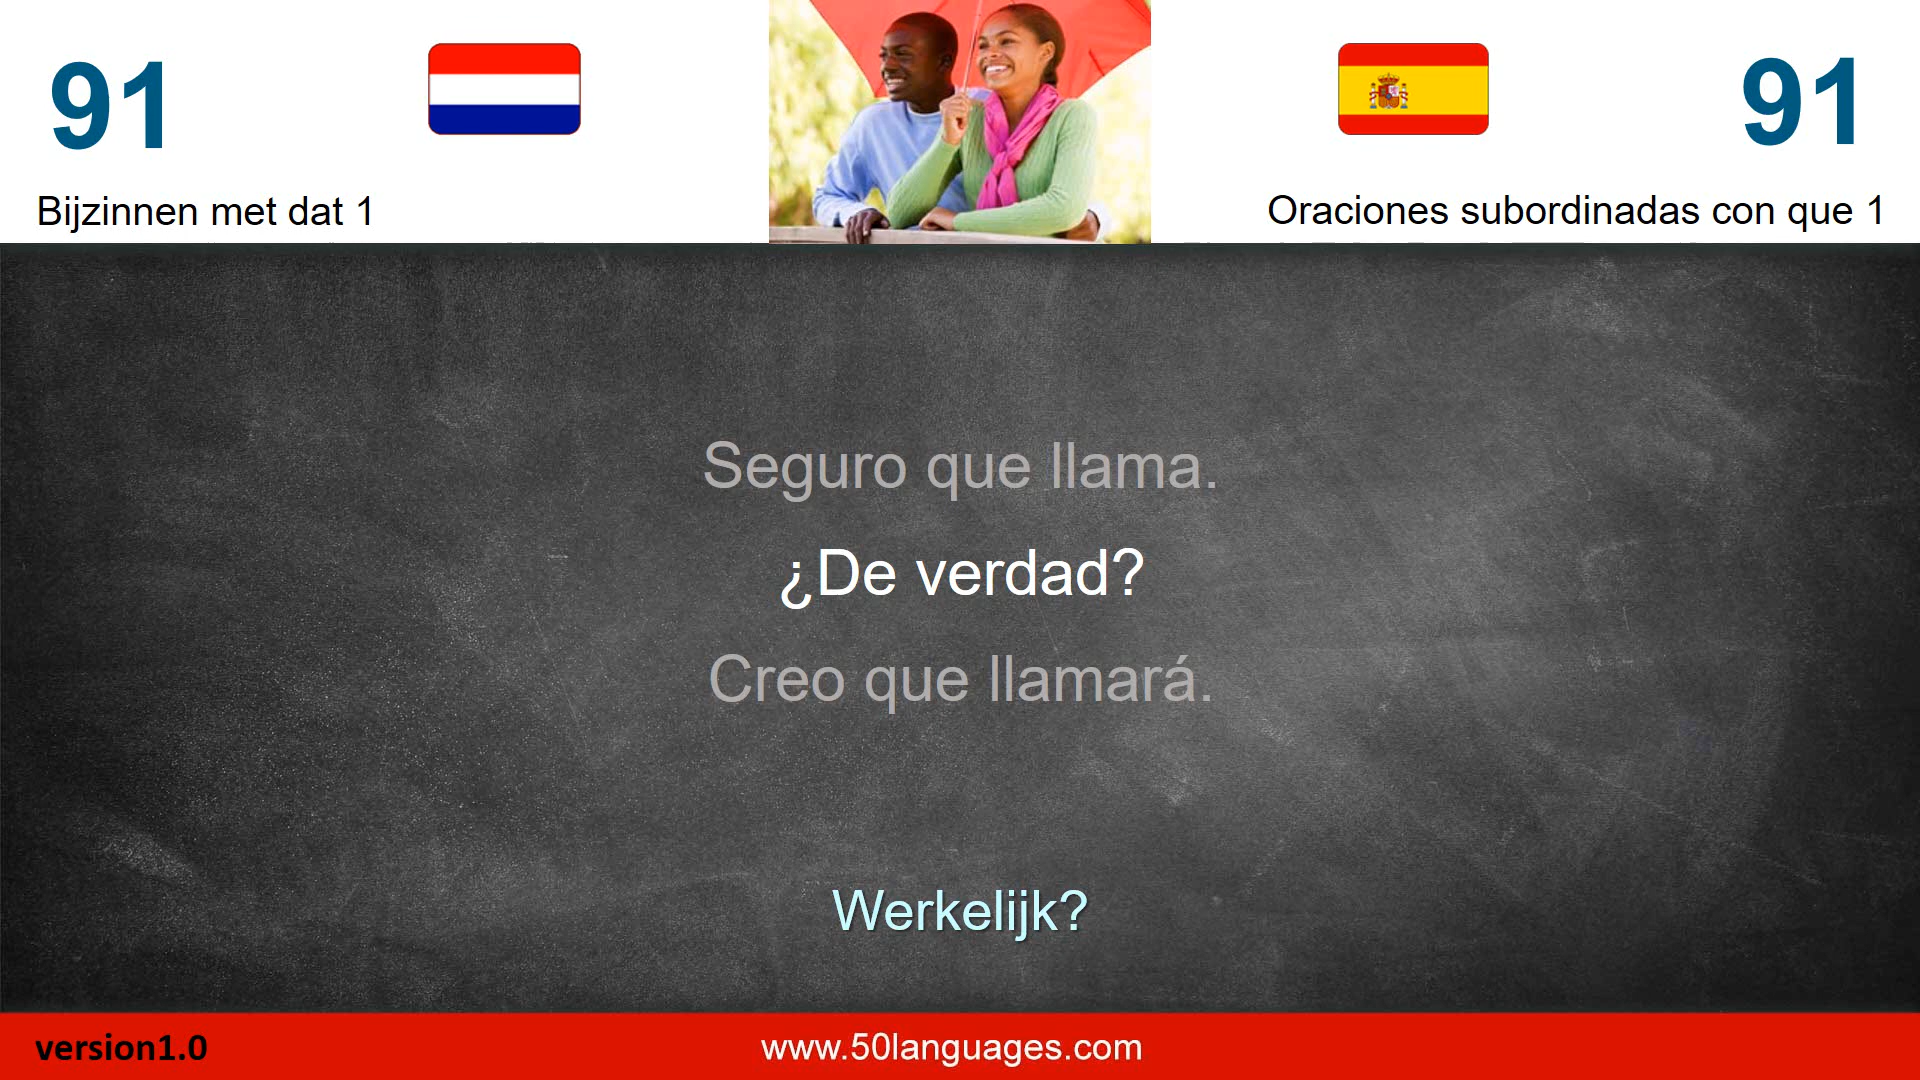 91
91
Bijzinnen met dat 1
Oraciones subordinadas con que 1
Seguro que llama.
¿De verdad?
Creo que llamará.
Werkelijk?
version1.0
www.50languages.com